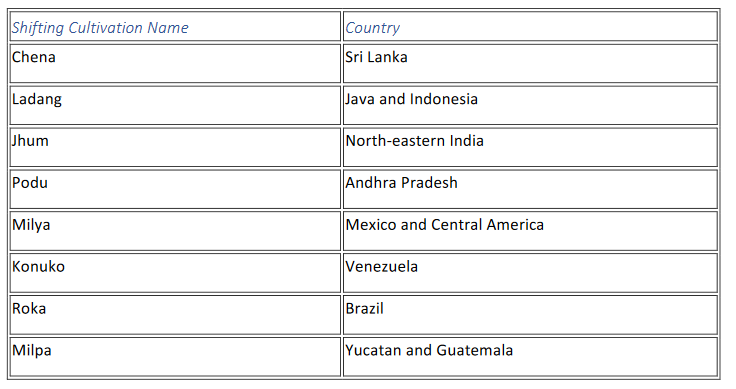 Shifting Cultivation Name Country
Chena Sri Lanka
Ladang Java and Indonesia
Jhum North-eastern India
Podu Andhra Pradesh
Milya Mexico and Central America
Konuko Venezuela
Roka Brazil
Milpa Yucatan and Guatemala